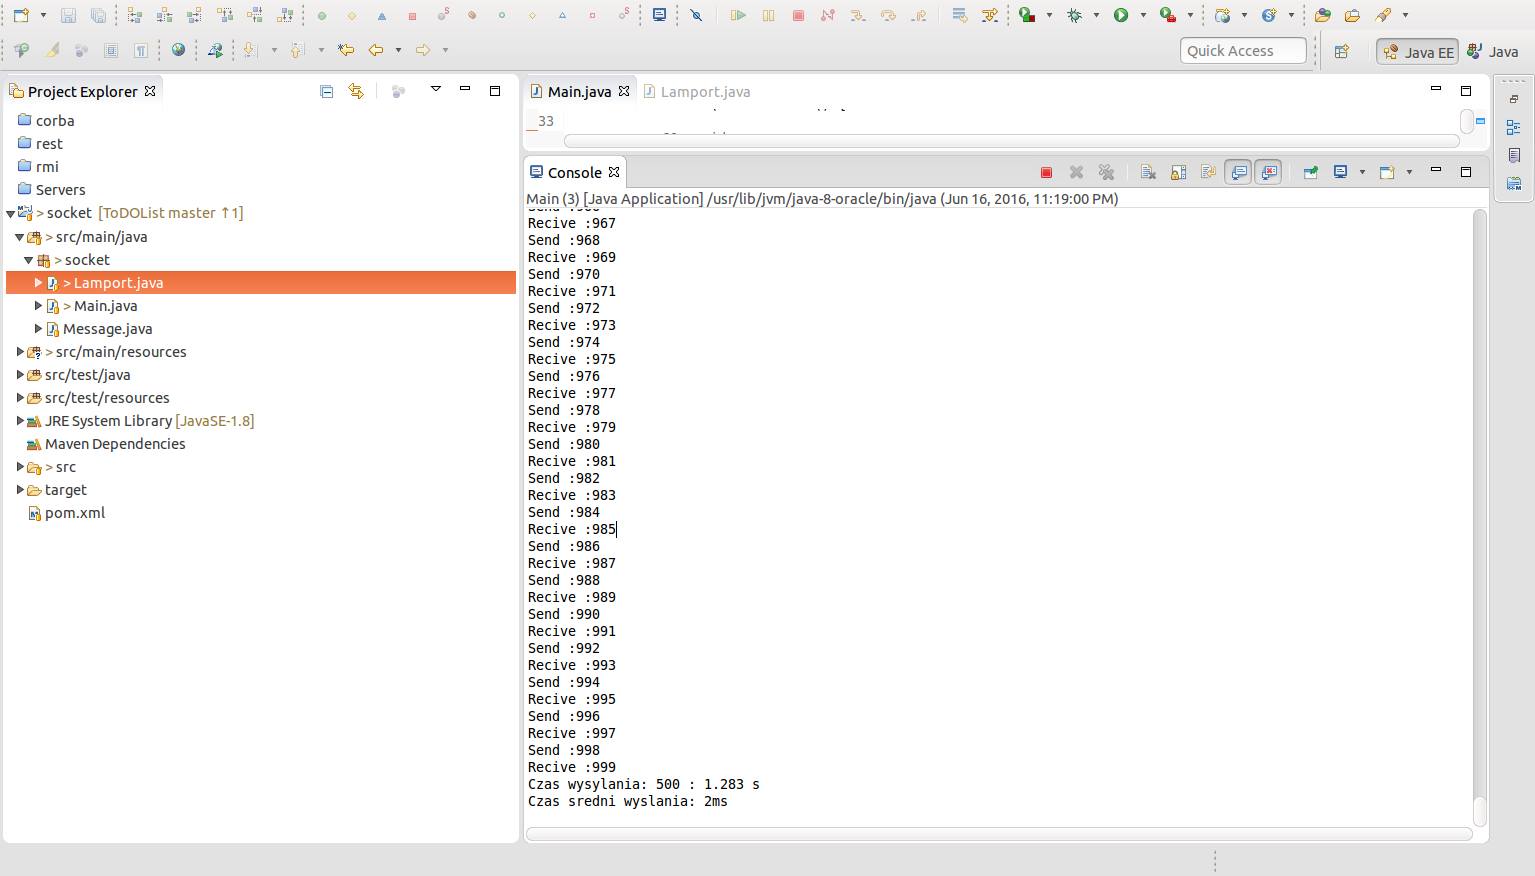 Quick Access
Java EE
Java
Project Explorer
Main.java
Lamport.java
corba
rest
rmi
Servers
> socket [ToDOList master ↑1]
> src/main/java
> socket
> Lamport.java
> Main.java
Message.java
> src/main/resources
src/test/java
src/test/resources
JRE System Library [JavaSE-1.8]
Maven Dependencies
> src
target
pom.xml
33
Console
Main (3) [Java Application] /usr/lib/jvm/java-8-oracle/bin/java (Jun 16, 2016, 11:19:00 PM)
Recive :967
Send :968
Recive :969
Send :970
Recive :971
Send :972
Recive :973
Send :974
Recive :975
Send :976
Recive :977
Send :978
Recive :979
Send :980
Recive :981
Send :982
Recive :983
Send :984
Recive :985
Send :986
Recive :987
Send :988
Recive :989
Send :990
Recive :991
Send :992
Recive :993
Send :994
Recive :995
Send :996
Recive :997
Send :998
Recive :999
Czas wysylania: 500 : 1.283 s
Czas sredni wyslania: 2ms